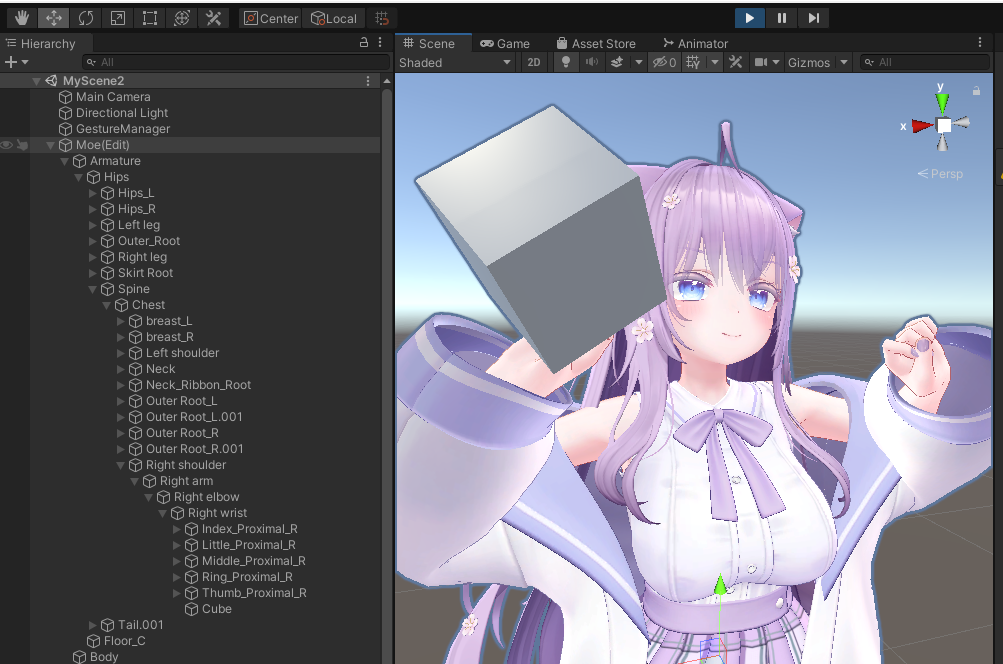 Center Local
Hierarchy
All
MyScene2
Main Camera
Directional Light
GestureManager
Moe(Edit)
Armature
Hips
Hips_L
Hips_R
Left leg
Outer_Root
Right leg
Skirt Root
Spine
Chest
breast_L
breast_R
Left shoulder
Neck
Neck_Ribbon_Root
Outer Root_L
Outer Root_L.001
Outer Root_R
Outer Root_R.001
Right shoulder
Right arm
Right elbow
Right wrist
Index_Proximal_R
Little_Proximal_R
Middle_Proximal_R
Ring_Proximal_R
Thumb_Proximal_R
Cube
Tail.001
Floor_C
Body
Scene Game Asset Store Animator
Shaded 2D 0 Gizmos All
y
x
Persp